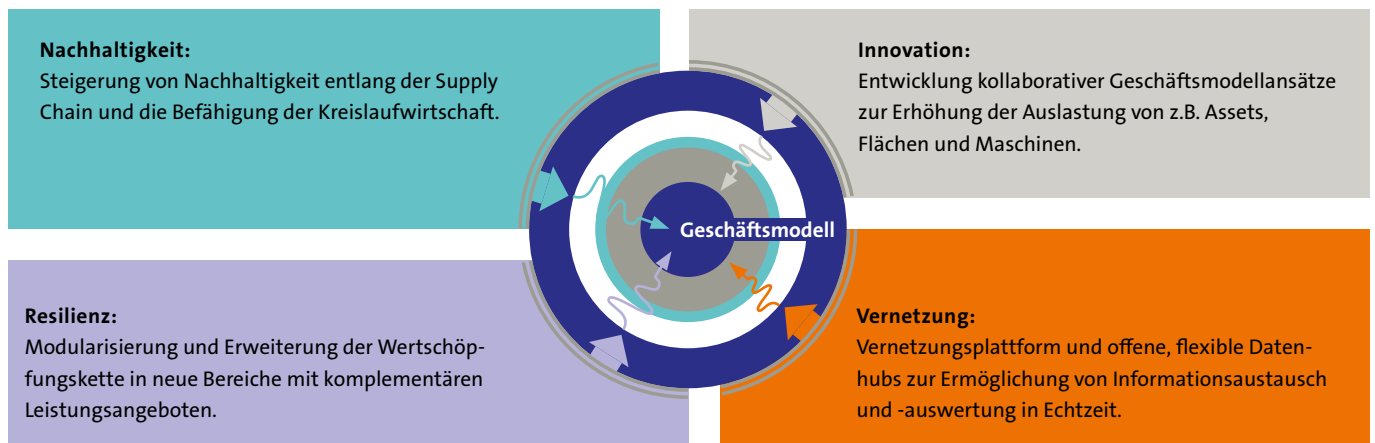 Nachhaltigkeit:
Steigerung von Nachhaltigkeit entlang der Supply
Chain und die Befähigung der Kreislaufwirtschaft.
Innovation:
Entwicklung kollaborativer Geschäftsmodellansätze
zur Erhöhung der Auslastung von z.B. Assets,
Flächen und Maschinen.
Geschäftsmodell
Resilienz:
Modularisierung und Erweiterung der Wertschöp-
fungskette in neue Bereiche mit komplementären
Leistungsangeboten.
Vernetzung:
Vernetzungsplattform und offene, flexible Daten-
hubs zur Ermöglichung von Informationsaustausch
und -auswertung in Echtzeit.